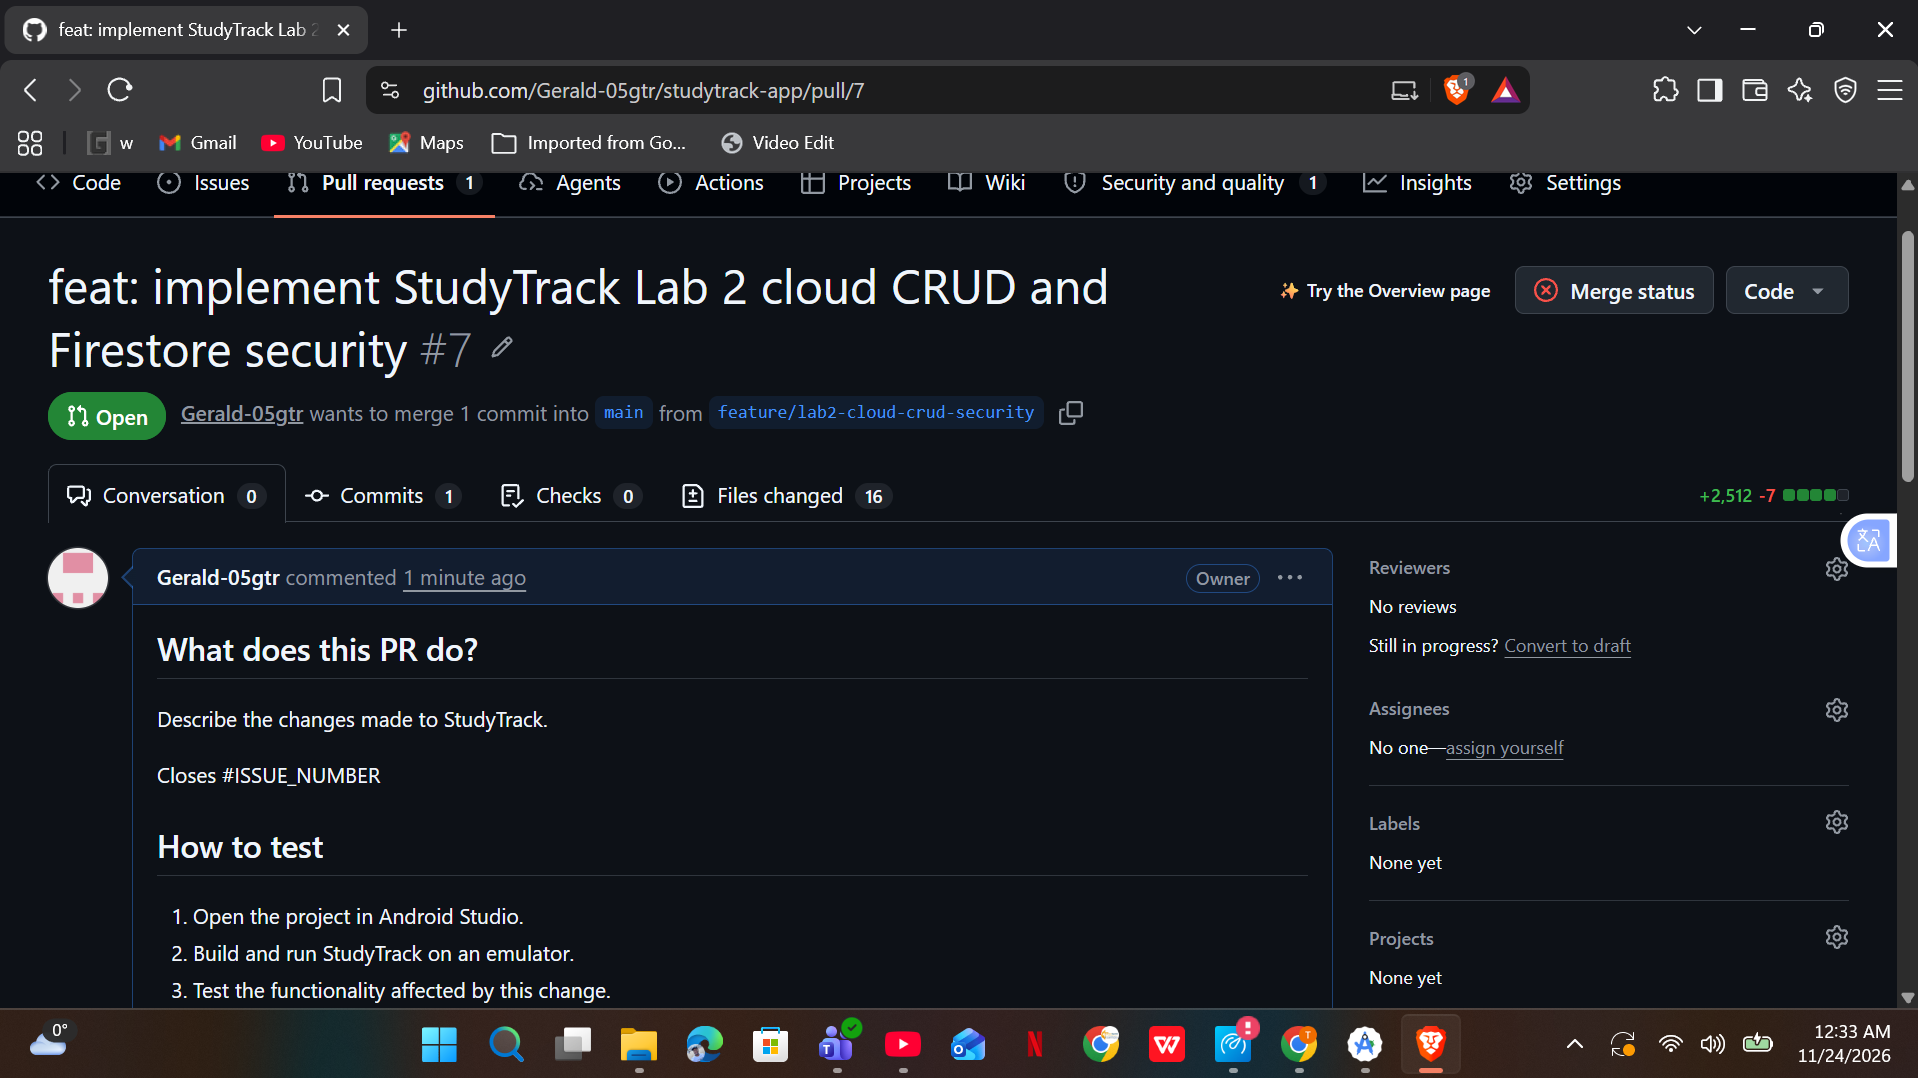 feat: implement StudyTrack Lab 2
github.com/Gerald-05gtr/studytrack-app/pull/7
1
w
Gmail
YouTube
Maps
Imported from Go...
Video Edit
Code
Issues
Pull requests 1
Agents
Actions
Projects
Wiki
Security and quality 1
Insights
Settings
feat: implement StudyTrack Lab 2 cloud CRUD and
Firestore security #7
Try the Overview page
Merge status
Code
Open
Gerald-05gtr wants to merge 1 commit into main from feature/lab2-cloud-crud-security
Conversation 0
Commits 1
Checks 0
Files changed 16
+2,512 -7
Gerald-05gtr commented 1 minute ago
Owner
What does this PR do?
Describe the changes made to StudyTrack.
Closes #ISSUE_NUMBER
How to test
1. Open the project in Android Studio.
2. Build and run StudyTrack on an emulator.
3. Test the functionality affected by this change.
Reviewers
No reviews
Still in progress? Convert to draft
Assignees
No one—assign yourself
Labels
None yet
Projects
None yet
0°
12:33 AM
11/24/2026